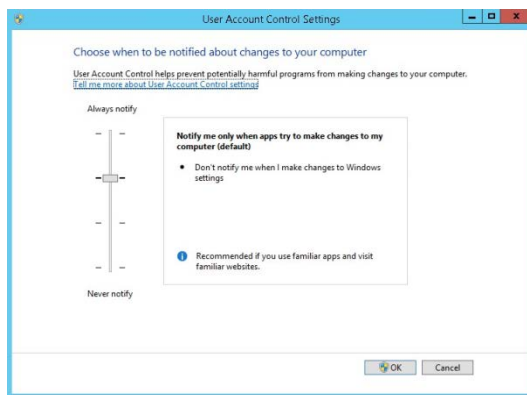 User Account Control Settings
Choose when to be notified about changes to your computer
User Account Control helps prevent potentially harmful programs from making changes to your computer.
Tell me more about User Account Control settings
Always notify
Notify me only when apps try to make changes to my
computer (default)
Don't notify me when I make changes to Windows
settings
Recommended if you use familiar apps and visit
familiar websites.
Never notify
OK
Cancel